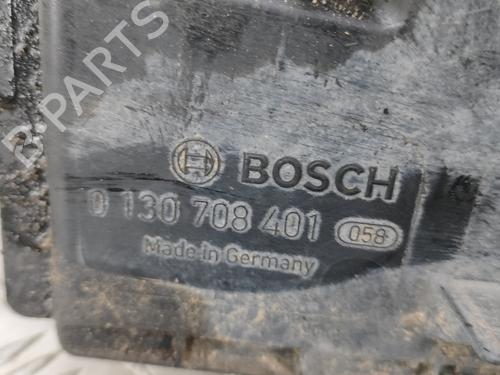 BOSCH
0 130 708 401 058
Made in Germany
B-PARTS